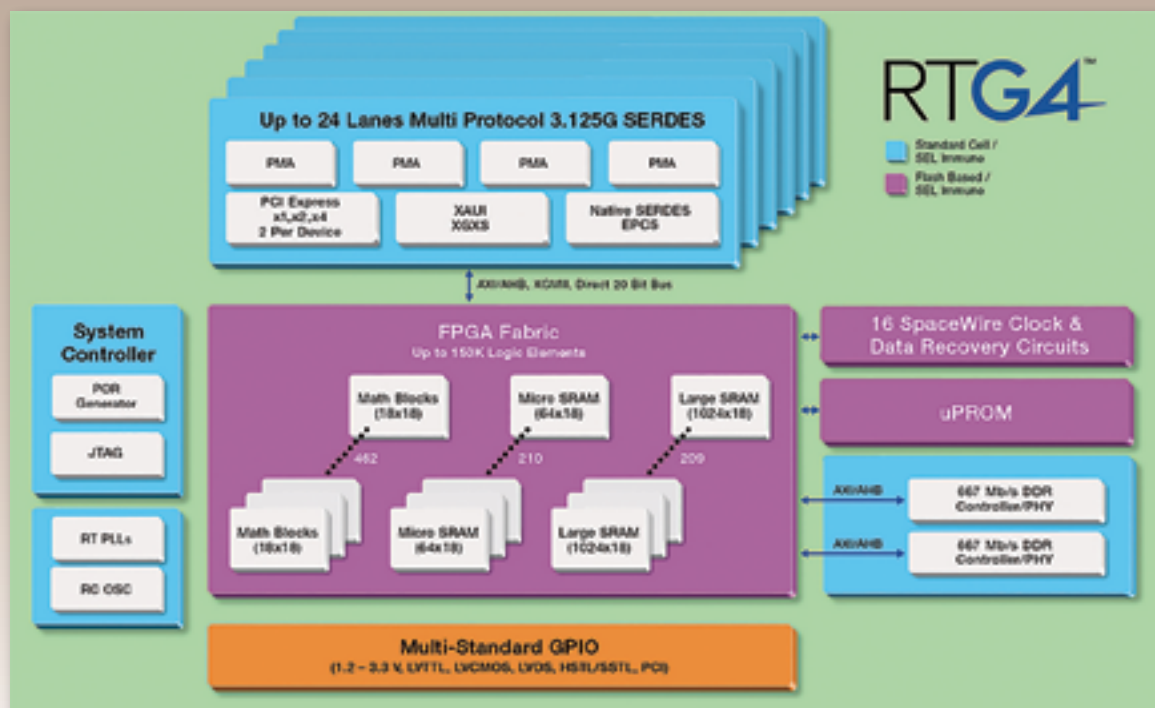 RTG4™
Standard Cell /
SEL Immune
Flash Based /
SEL Immune
Up to 24 Lanes Multi Protocol 3.125G SERDES
PMA
PMA
PMA
PMA
PCI Express
x1,x2,x4
2 Per Device
XAUI
XGXS
Native SERDES
EPCS
AXI/AHB, XGMII, Direct 20 Bit Bus
System
Controller
POR
Generator
JTAG
RT PLLs
RC OSC
FPGA Fabric
Up to 150K Logic Elements
Math Blocks
(18x18)
Micro SRAM
(64x18)
Large SRAM
(1024x18)
462
210
209
Math Blocks
(18x18)
Micro SRAM
(64x18)
Large SRAM
(1024x18)
16 SpaceWire Clock &
Data Recovery Circuits
uPROM
AXI/AHB
667 Mb/s DDR
Controller/PHY
AXI/AHB
667 Mb/s DDR
Controller/PHY
Multi-Standard GPIO
(1.2 – 3.3 V, LVTTL, LVCMOS, LVDS, HSTL/SSTL, PCI)